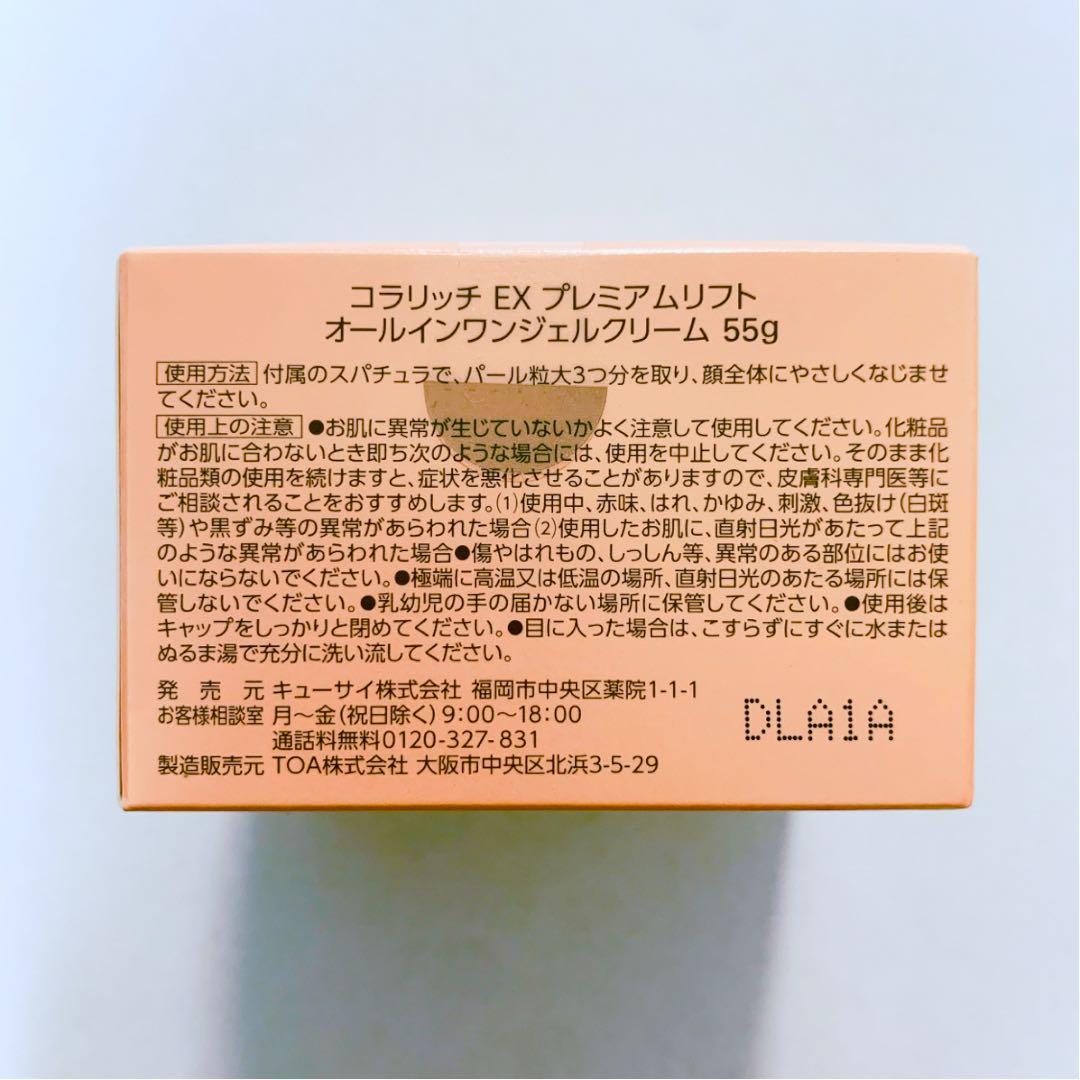 コラリッチ EX プレミアムリフト
オールインワンジェルクリーム 55g
使用方法 付属のスパチュラで、パール粒大3つ分を取り、顔全体にやさしくなじませ
てください。
使用上の注意 ●お肌に異常が生じていないかよく注意して使用してください。化粧品
がお肌に合わないとき即ち次のような場合には、使用を中止してください。そのまま化
粧品類の使用を続けますと、症状を悪化させることがありますので、皮膚科専門医等に
ご相談されることをおすすめします。(1)使用中、赤味、はれ、かゆみ、刺激、色抜け(白斑
等)や黒ずみ等の異常があらわれた場合(2)使用したお肌に、直射日光があたって上記
のような異常があらわれた場合●傷やはれもの、しっしん等、異常のある部位にはお使
いにならないでください。●極端に高温又は低温の場所、直射日光のあたる場所には保
管しないでください。●乳幼児の手の届かない場所に保管してください。●使用後は
キャップをしっかりと閉めてください。●目に入った場合は、こすらずにすぐに水または
ぬるま湯で充分に洗い流してください。
発売元 キューサイ株式会社 福岡市中央区薬院1-1-1
お客様相談室 月〜金(祝日除く)9:00〜18:00
通話料無料0120-327-831
製造販売元 TOA株式会社 大阪市中央区北浜3-5-29
DLA1A